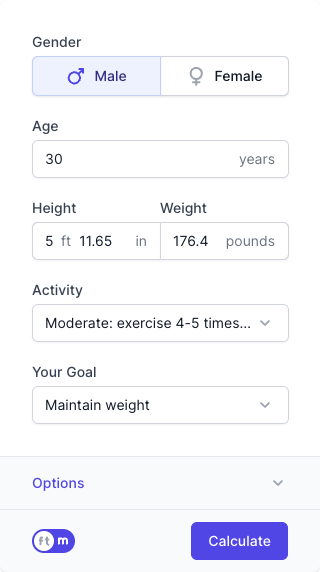 Gender
Male Female
Age
30 years
Height Weight
5 ft 11.65 in 176.4 pounds
Activity
Moderate: exercise 4-5 times...
Your Goal
Maintain weight
Options
ft m Calculate